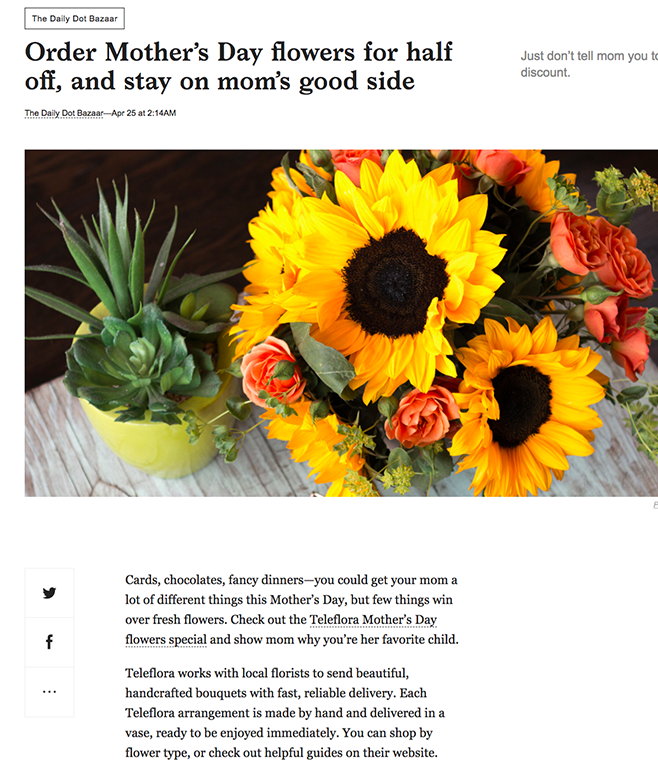 The Daily Dot Bazaar
Order Mother's Day flowers for half
off, and stay on mom's good side
The Daily Dot Bazaar—Apr 25 at 2:14AM
Just don't tell mom you
discount.
Cards, chocolates, fancy dinners—you could get your mom a
lot of different things this Mother's Day, but few things win
over fresh flowers. Check out the Teleflora Mother's Day
flowers special and show mom why you're her favorite child.
Teleflora works with local florists to send beautiful,
handcrafted bouquets with fast, reliable delivery. Each
Teleflora arrangement is made by hand and delivered in a
vase, ready to be enjoyed immediately. You can shop by
flower type, or check out helpful guides on their website.